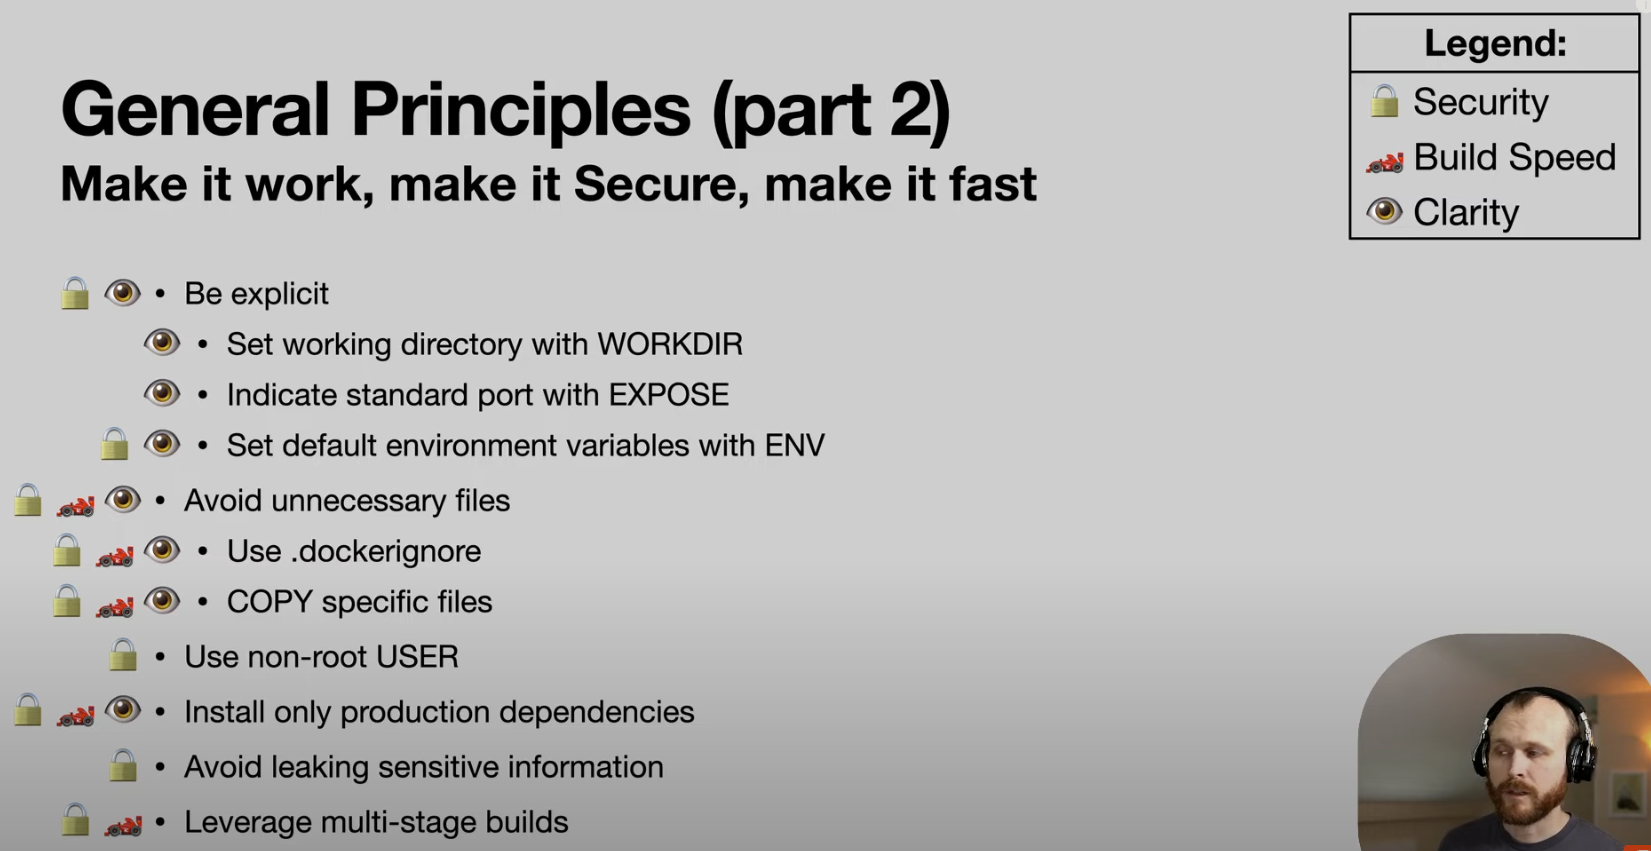 General Principles (part 2)
Make it work, make it Secure, make it fast
Legend:
🔒 Security
🏎️ Build Speed
👁️ Clarity
🔒 👁️ • Be explicit
👁️ • Set working directory with WORKDIR
👁️ • Indicate standard port with EXPOSE
🔒 👁️ • Set default environment variables with ENV
🔒 🏎️ 👁️ • Avoid unnecessary files
🔒 🏎️ 👁️ • Use .dockerignore
🔒 🏎️ 👁️ • COPY specific files
🔒 • Use non-root USER
🔒 🏎️ 👁️ • Install only production dependencies
🔒 • Avoid leaking sensitive information
🔒 🏎️ • Leverage multi-stage builds